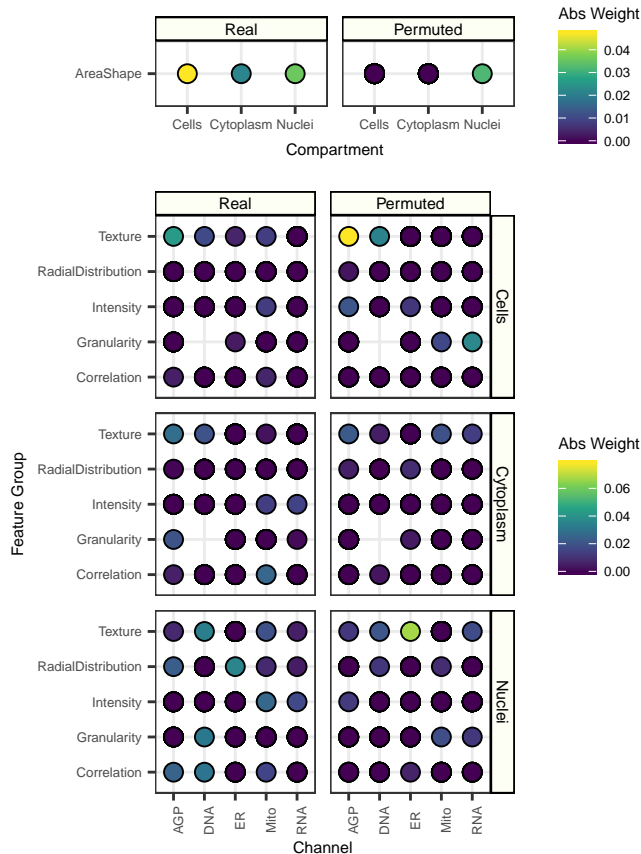 Real
Permuted
AreaShape
Cells
Cytoplasm
Nuclei
Cells
Cytoplasm
Nuclei
Compartment
Abs Weight
0.04
0.03
0.02
0.01
0.00
Real
Permuted
Texture
RadialDistribution
Intensity
Granularity
Correlation
Cells
Texture
RadialDistribution
Intensity
Granularity
Correlation
Cytoplasm
Texture
RadialDistribution
Intensity
Granularity
Correlation
Nuclei
AGP
DNA
ER
Mito
RNA
AGP
DNA
ER
Mito
RNA
Channel
Feature Group
Abs Weight
0.06
0.04
0.02
0.00